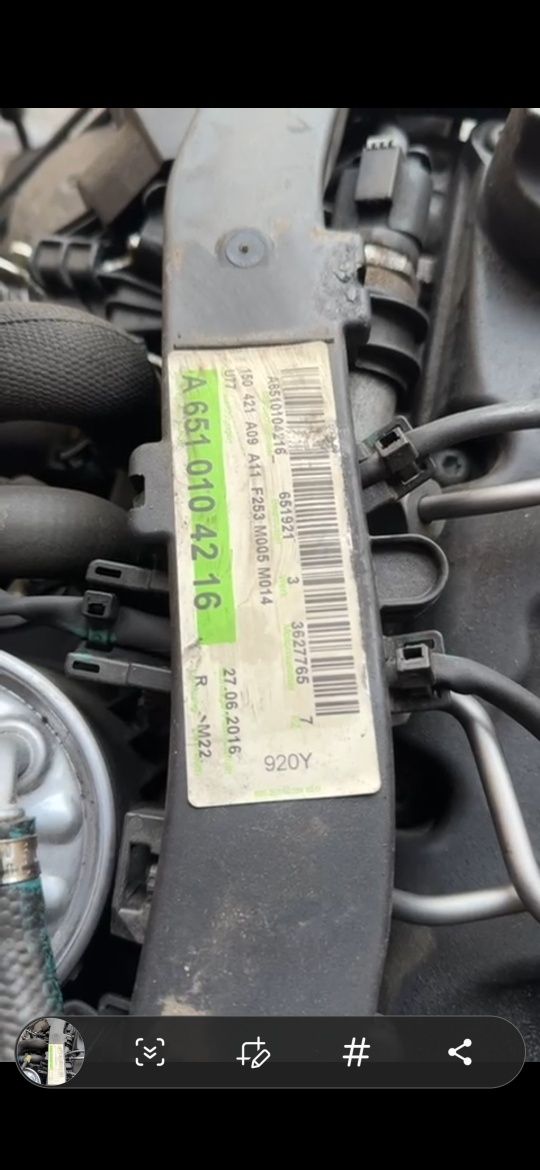 A6510104216 651921 3 3627765 7
150 421 A09 A11 F253 M005 M014
U77
A 651 010 42 16
27.06.2016
R M22
920Y